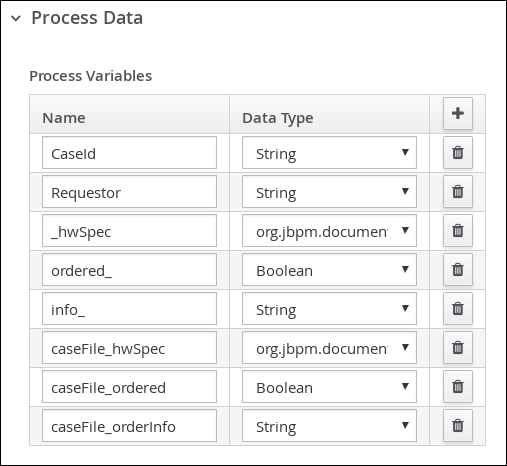 Process Data
Process Variables
Name Data Type
CaseId String
Requestor String
_hwSpec org.jbpm.documen
ordered_ Boolean
info_ String
caseFile_hwSpec org.jbpm.documen
caseFile_ordered Boolean
caseFile_orderInfo String